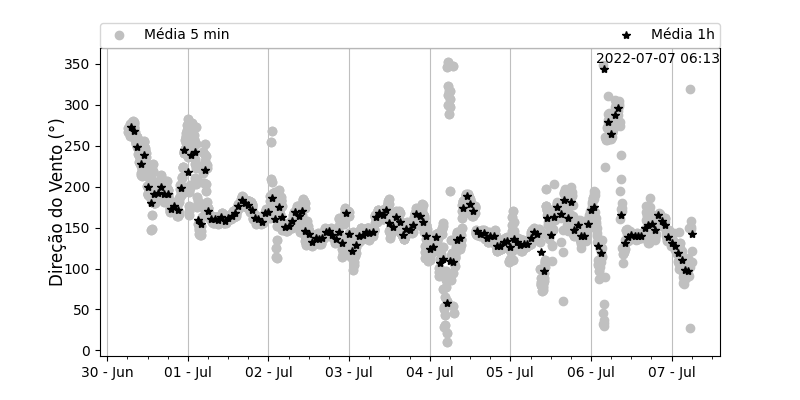 Média 5 min
Média 1h
2022-07-07 06:13
Direção do Vento (°)
350
300
250
200
150
100
50
0
30 - Jun
01 - Jul
02 - Jul
03 - Jul
04 - Jul
05 - Jul
06 - Jul
07 - Jul